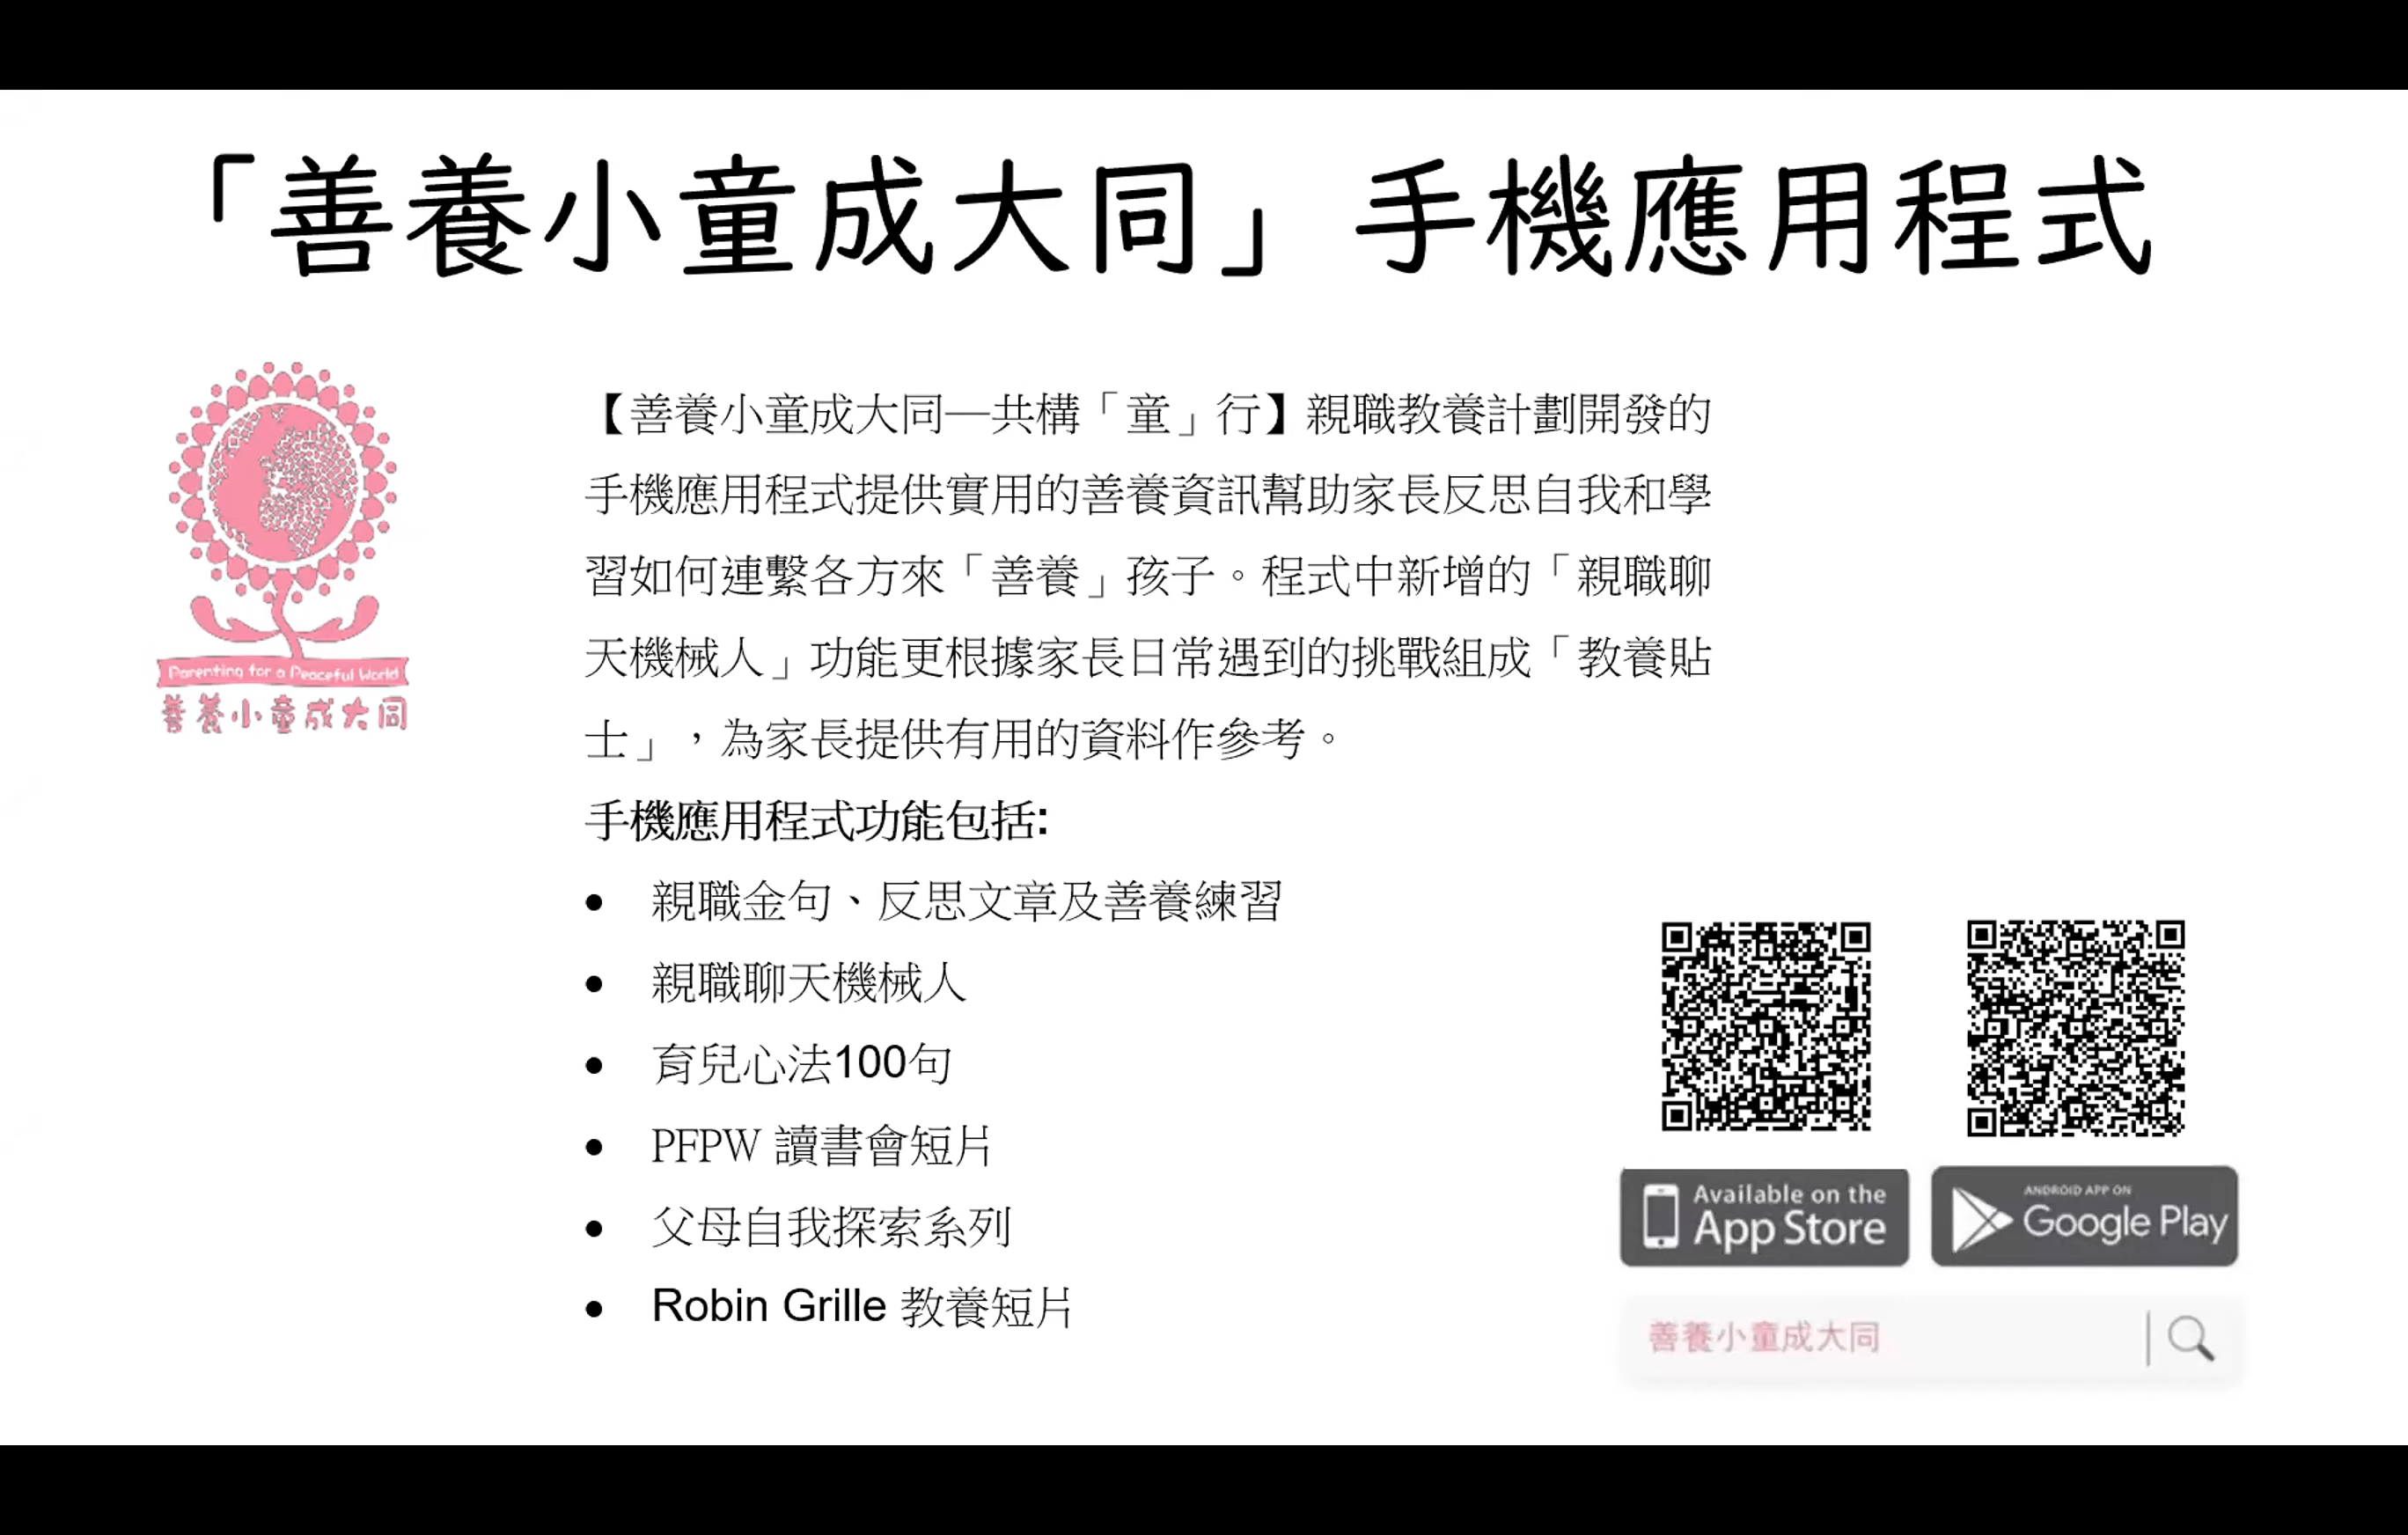 「善養小童成大同」手機應用程式
Parenting for a Peaceful World
善養小童成大同
【善養小童成大同—共構「童」行】親職教養計劃開發的
手機應用程式提供實用的善養資訊幫助家長反思自我和學
習如何連繫各方來「善養」孩子。程式中新增的「親職聊
天機械人」功能更根據家長日常遇到的挑戰組成「教養貼
士」，為家長提供有用的資料作參考。
手機應用程式功能包括:
● 親職金句、反思文章及善養練習
● 親職聊天機械人
● 育兒心法100句
● PFPW 讀書會短片
● 父母自我探索系列
● Robin Grille 教養短片
Available on the
App Store
ANDROID APP ON
Google Play
善養小童成大同